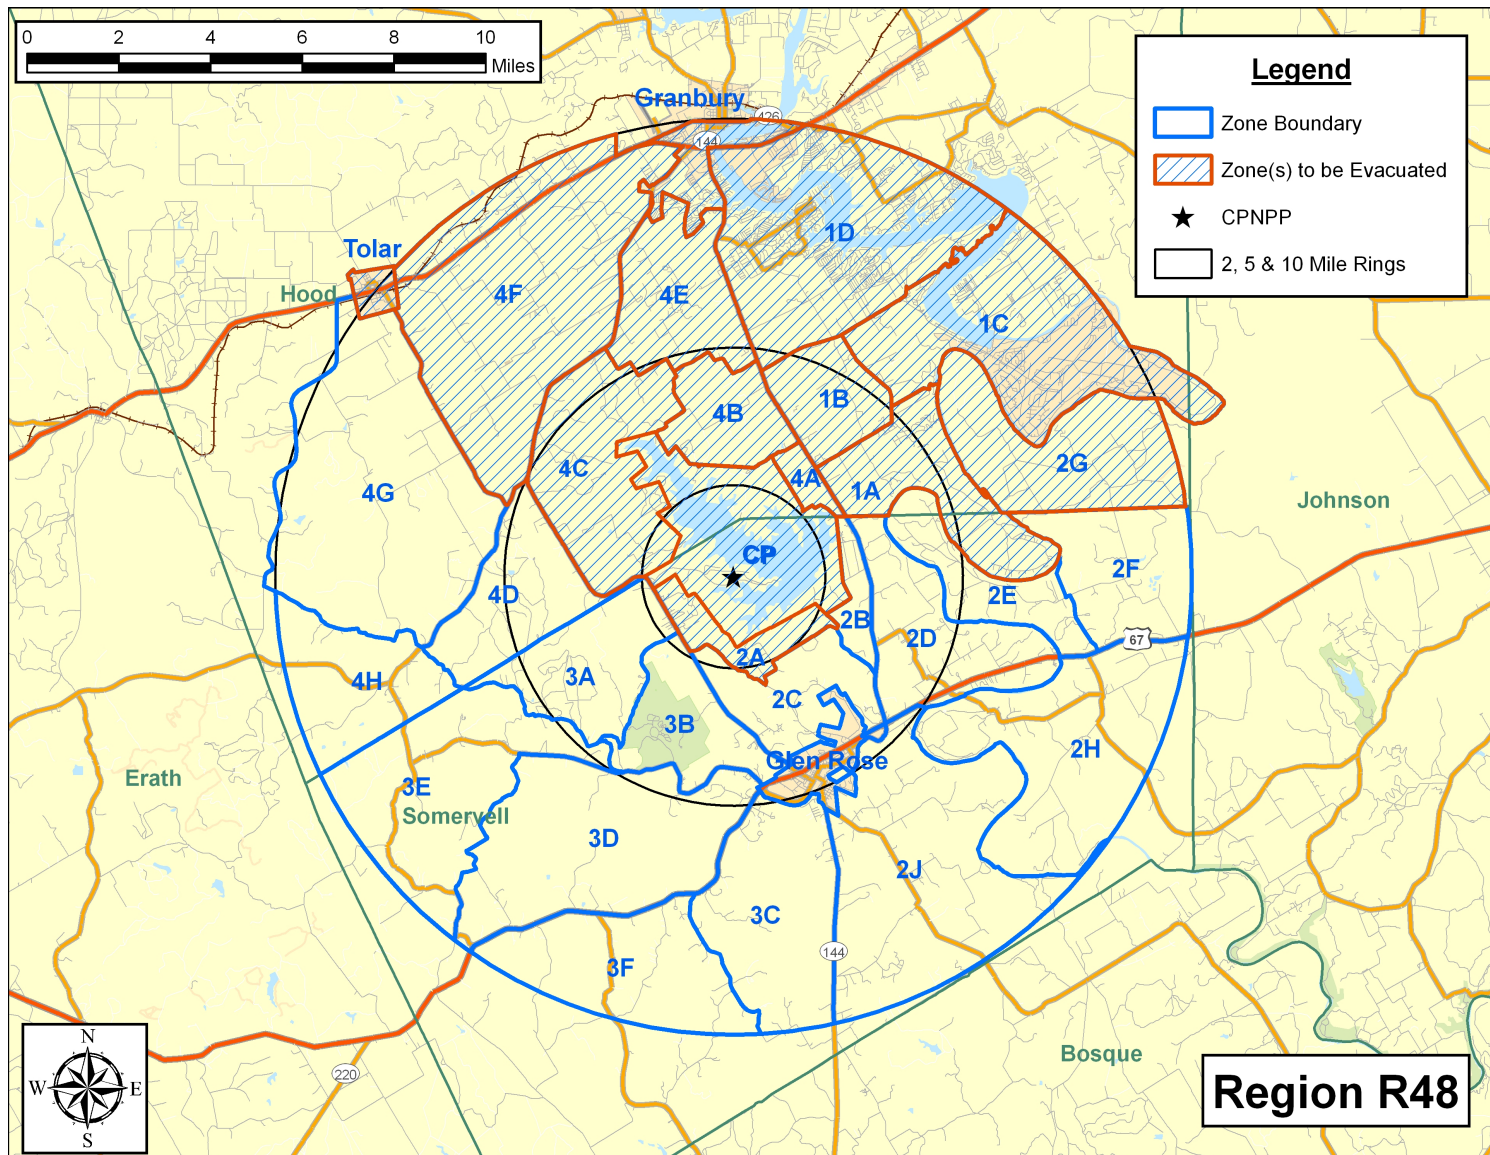 0 2 4 6 8 10
Miles
Legend
Zone Boundary
Zone(s) to be Evacuated
CPNPP
2, 5 & 10 Mile Rings
Granbury
426
144
1D
Tolar
Hood
4F
4E
1C
4B
1B
4C
4A
1A
2G
4G
Johnson
CP
4D
2F
2E
2B
2D
67
2A
3A
4H
2C
3B
2H
Glen Rose
Erath
3E
Somervell
3D
2J
3C
144
3F
N
W E
S
220
Bosque
Region R48